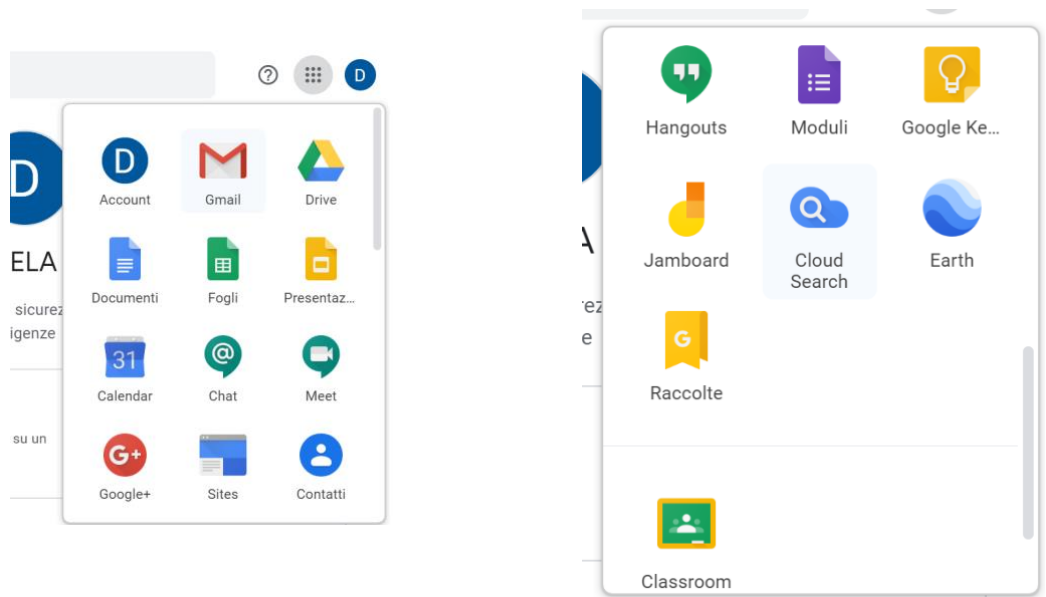 D
D
D
Account
Gmail
Drive
ELA
Documenti
Fogli
Presentaz...
sicurez
igenze
31
Calendar
Chat
Meet
su un
G+
Google+
Sites
Contatti
Hangouts
Moduli
Google Ke...
A
Jamboard
Cloud
Search
Earth
rez
e
G
Raccolte
Classroom